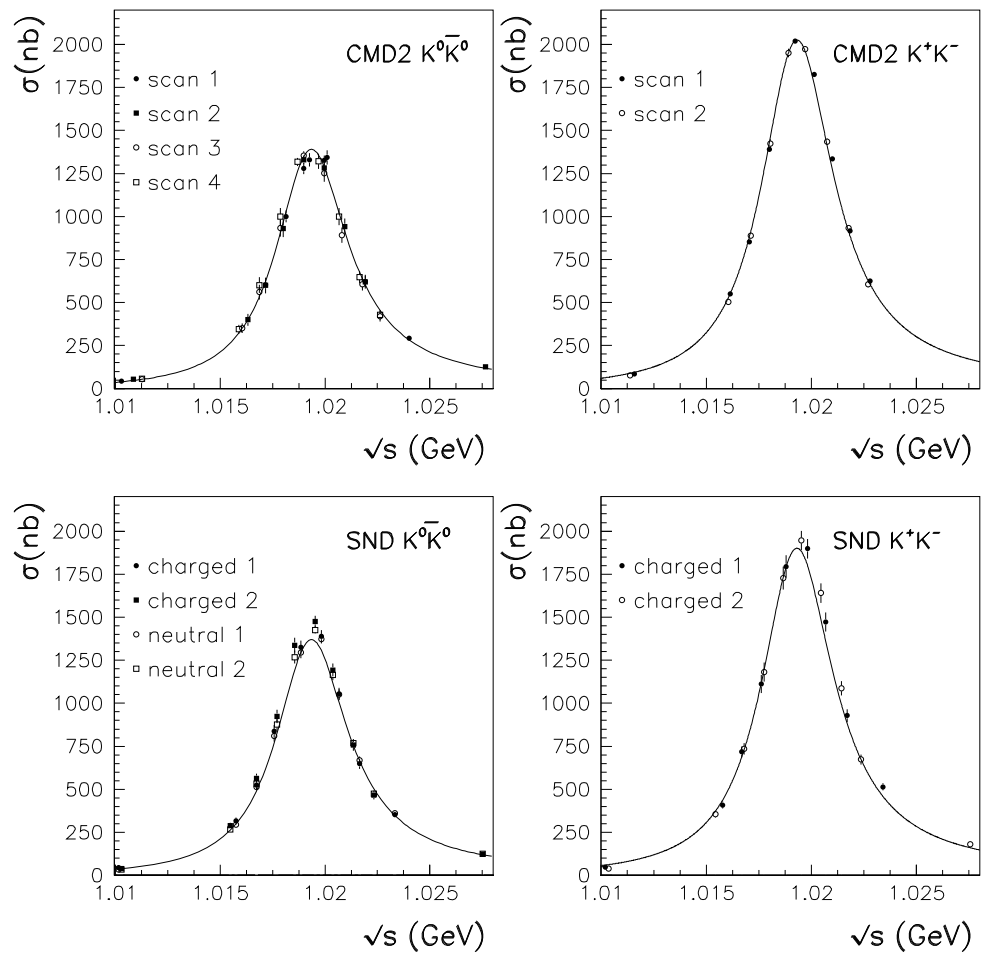 σ(nb)
2000
1750
1500
1250
1000
750
500
250
0
CMD2 K⁰K̅⁰
scan 1
scan 2
scan 3
scan 4
1.01 1.015 1.02 1.025
√s (GeV)
σ(nb)
2000
1750
1500
1250
1000
750
500
250
0
CMD2 K⁺K⁻
scan 1
scan 2
1.01 1.015 1.02 1.025
√s (GeV)
σ(nb)
2000
1750
1500
1250
1000
750
500
250
0
SND K⁰K̅⁰
charged 1
charged 2
neutral 1
neutral 2
1.01 1.015 1.02 1.025
√s (GeV)
σ(nb)
2000
1750
1500
1250
1000
750
500
250
0
SND K⁺K⁻
charged 1
charged 2
1.01 1.015 1.02 1.025
√s (GeV)